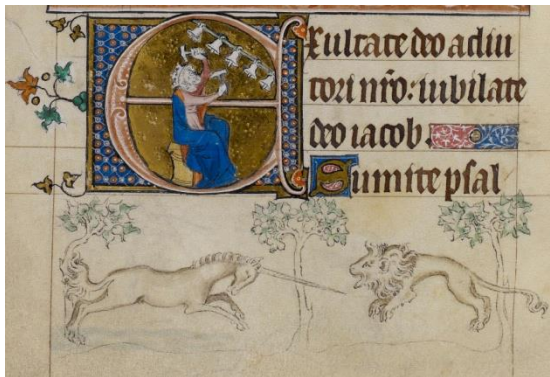 Exultate deo adiu
tori nr̄o: iubilate
deo iacob.
Sumite psal